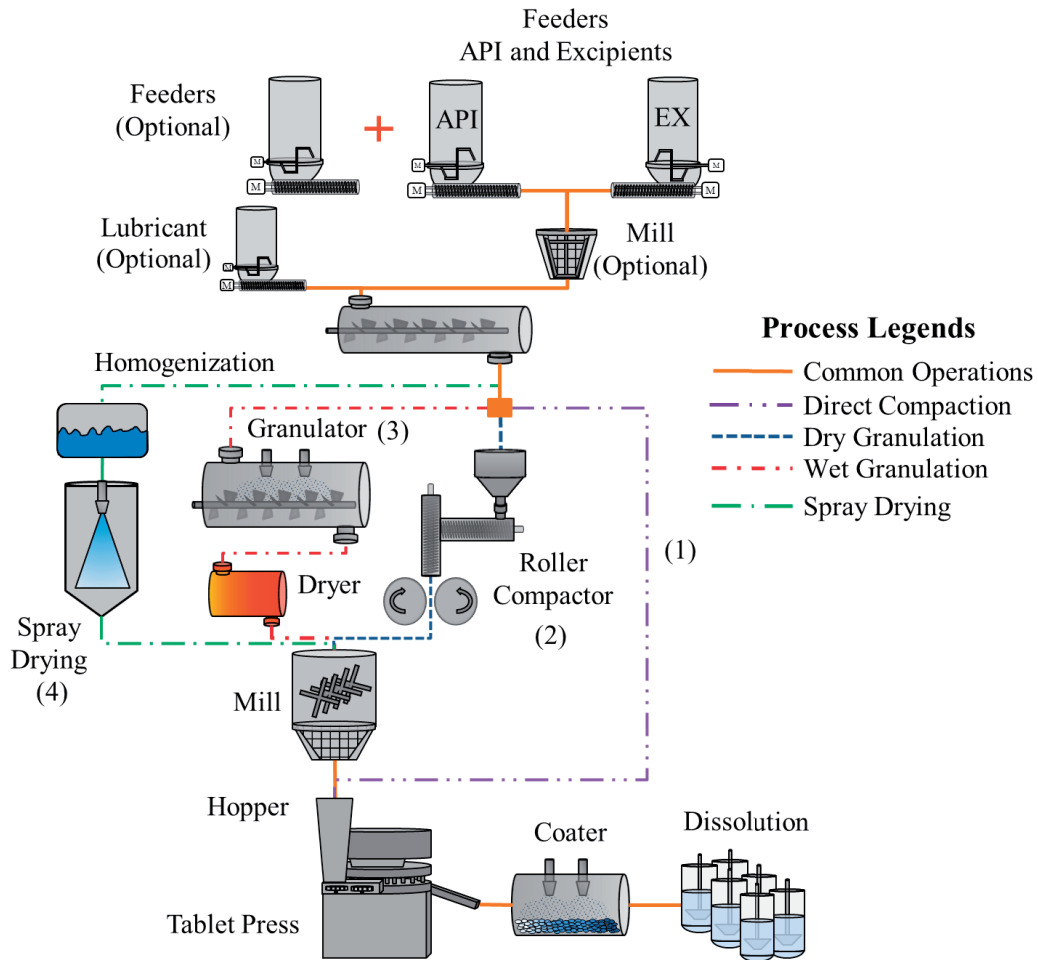 Feeders
API and Excipients
Feeders
(Optional)
API
EX
M
M
M
M
M
M
Lubricant
(Optional)
M
M
Mill
(Optional)
Process Legends
Common Operations
Direct Compaction
Dry Granulation
Wet Granulation
Spray Drying
Homogenization
Granulator (3)
(1)
Dryer
Roller
Compactor
(2)
Spray
Drying
(4)
Mill
Hopper
Coater
Dissolution
Tablet Press